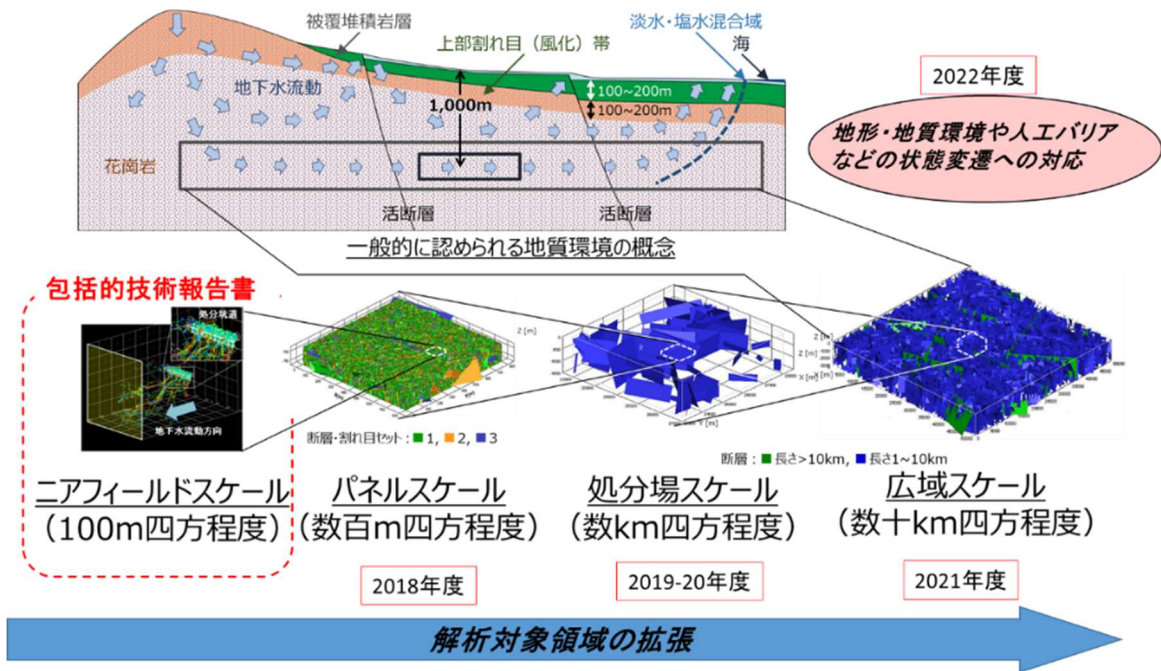 被覆堆積岩層
淡水・塩水混合域
上部割れ目（風化）帯
海
地下水流動
1,000m
100~200m
100~200m
花崗岩
活断層
活断層
一般的に認められる地質環境の概念
2022年度
地形・地質環境や人工バリア
などの状態変遷への対応
包括的技術報告書
処分坑道
地下水流動方向
Z [m]
断層・割れ目セット：■1, ■2, ■3
Z [m]
Z [m]
断層：■長さ>10km, ■長さ1~10km
ニアフィールドスケール
（100m四方程度）
パネルスケール
（数百m四方程度）
処分場スケール
（数km四方程度）
広域スケール
（数十km四方程度）
2018年度
2019-20年度
2021年度
解析対象領域の拡張